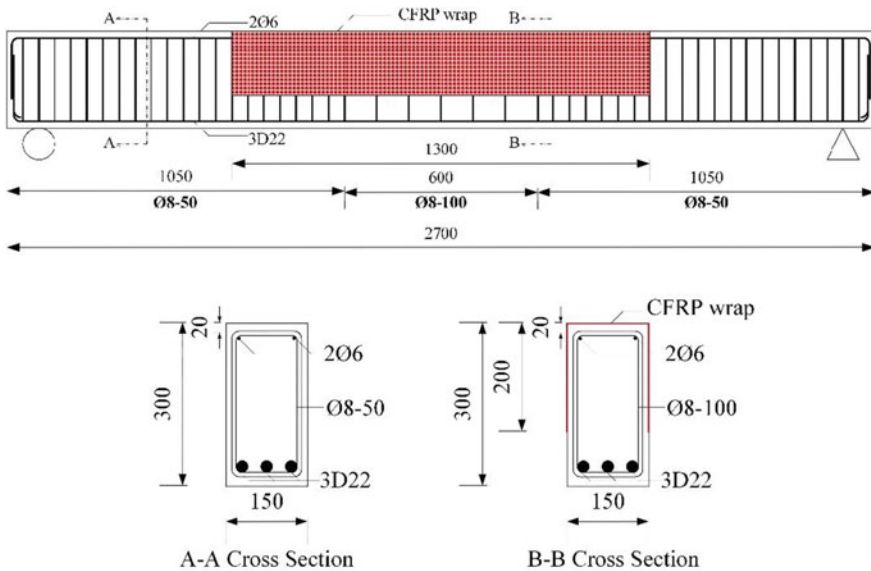 A B CFRP wrap
2Ø6
A B
3D22
1300
1050 600 1050
Ø8-50 Ø8-100 Ø8-50
2700
CFRP wrap
20 20
2Ø6 2Ø6
300 Ø8-50 300 200 Ø8-100
3D22 3D22
150 150
A-A Cross Section B-B Cross Section